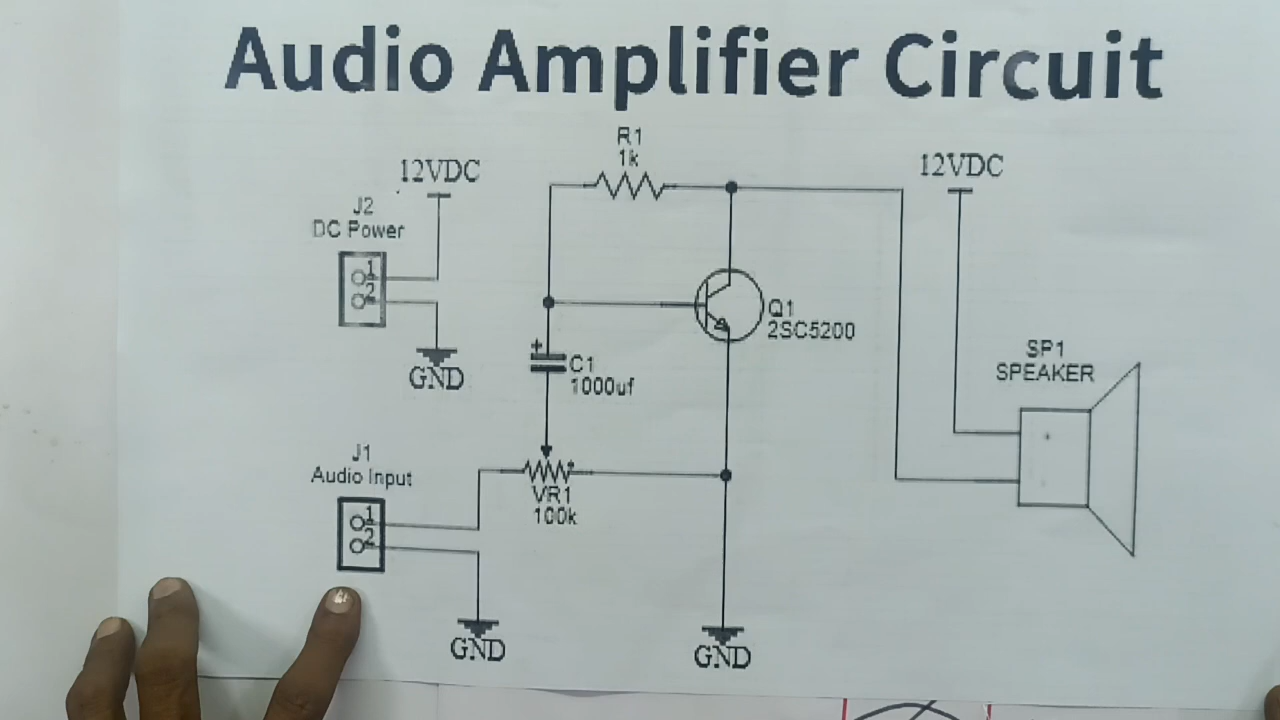 Audio Amplifier Circuit
R1
1k
12VDC
12VDC
J2
DC Power
1
2
Q1
2SC5200
GND
+
C1
1000uf
SP1
SPEAKER
J1
Audio Input
1
2
VR1
100k
GND
GND